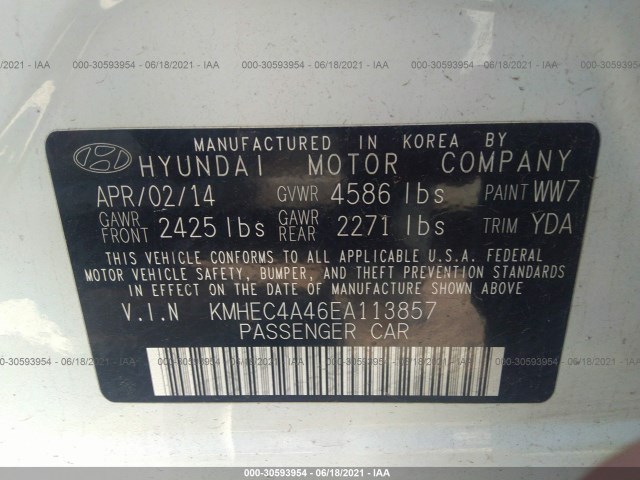 000-30593954 - 06/18/2021 - IAA
MANUFACTURED IN KOREA BY
HYUNDAI MOTOR COMPANY
APR/02/14 GVWR 4586 lbs PAINT WW7
GAWR FRONT 2425 lbs GAWR REAR 2271 lbs TRIM YDA
THIS VEHICLE CONFORMS TO ALL APPLICABLE U.S.A. FEDERAL
MOTOR VEHICLE SAFETY, BUMPER, AND THEFT PREVENTION STANDARDS
IN EFFECT ON THE DATE OF MANUFACTURE SHOWN ABOVE.
V.I.N KMHEC4A46EA113857
PASSENGER CAR
000-30593954 - 06/18/2021 - IAA